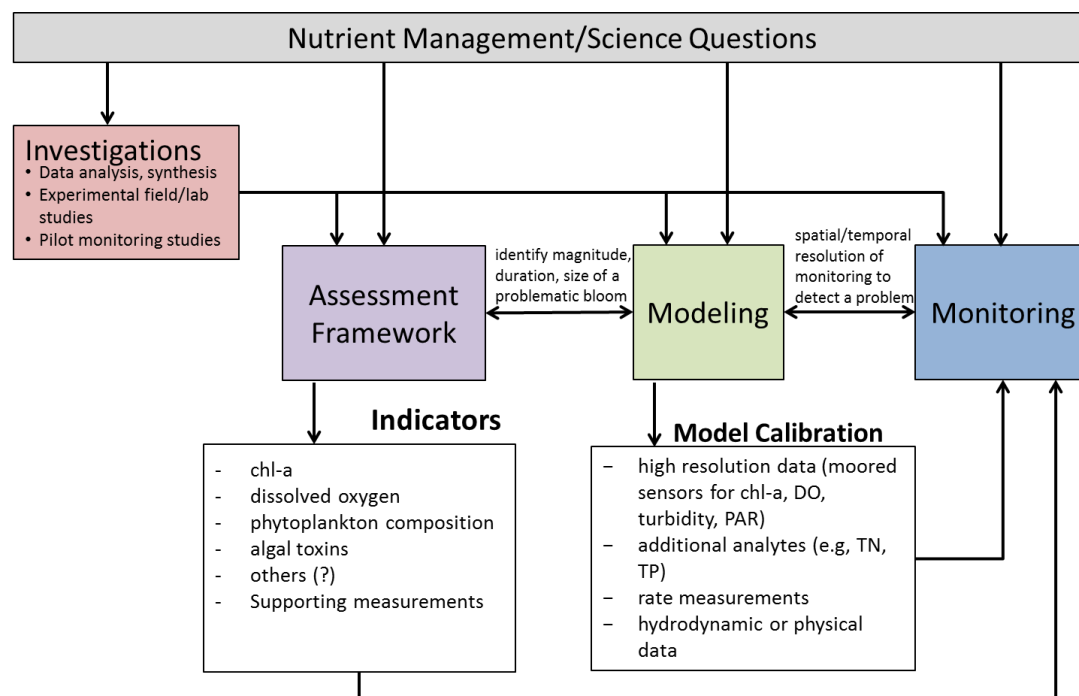 Nutrient Management/Science Questions
Investigations
• Data analysis, synthesis
• Experimental field/lab
studies
• Pilot monitoring studies
identify magnitude,
duration, size of a
problematic bloom
spatial/temporal
resolution of
monitoring to
detect a problem
Assessment
Framework
Modeling
Monitoring
Indicators
- chl-a
- dissolved oxygen
- phytoplankton composition
- algal toxins
- others (?)
- Supporting measurements
Model Calibration
– high resolution data (moored
sensors for chl-a, DO,
turbidity, PAR)
– additional analytes (e.g, TN,
TP)
– rate measurements
– hydrodynamic or physical
data